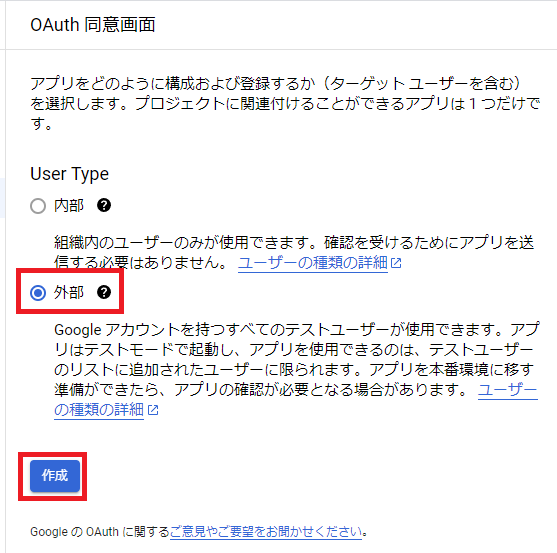 OAuth 同意画面
アプリをどのように構成および登録するか（ターゲット ユーザーを含む）
を選択します。プロジェクトに関連付けることができるアプリは 1 つだけで
す。
User Type
内部
組織内のユーザーのみが使用できます。確認を受けるためにアプリを送
信する必要はありません。 ユーザーの種類の詳細
外部
Google アカウントを持つすべてのテストユーザーが使用できます。アプ
リはテストモードで起動し、アプリを使用できるのは、テストユーザー
のリストに追加されたユーザーに限られます。アプリを本番環境に移す
準備ができたら、アプリの確認が必要となる場合があります。 ユーザー
の種類の詳細
作成
Google の OAuth に関するご意見やご要望をお聞かせください。